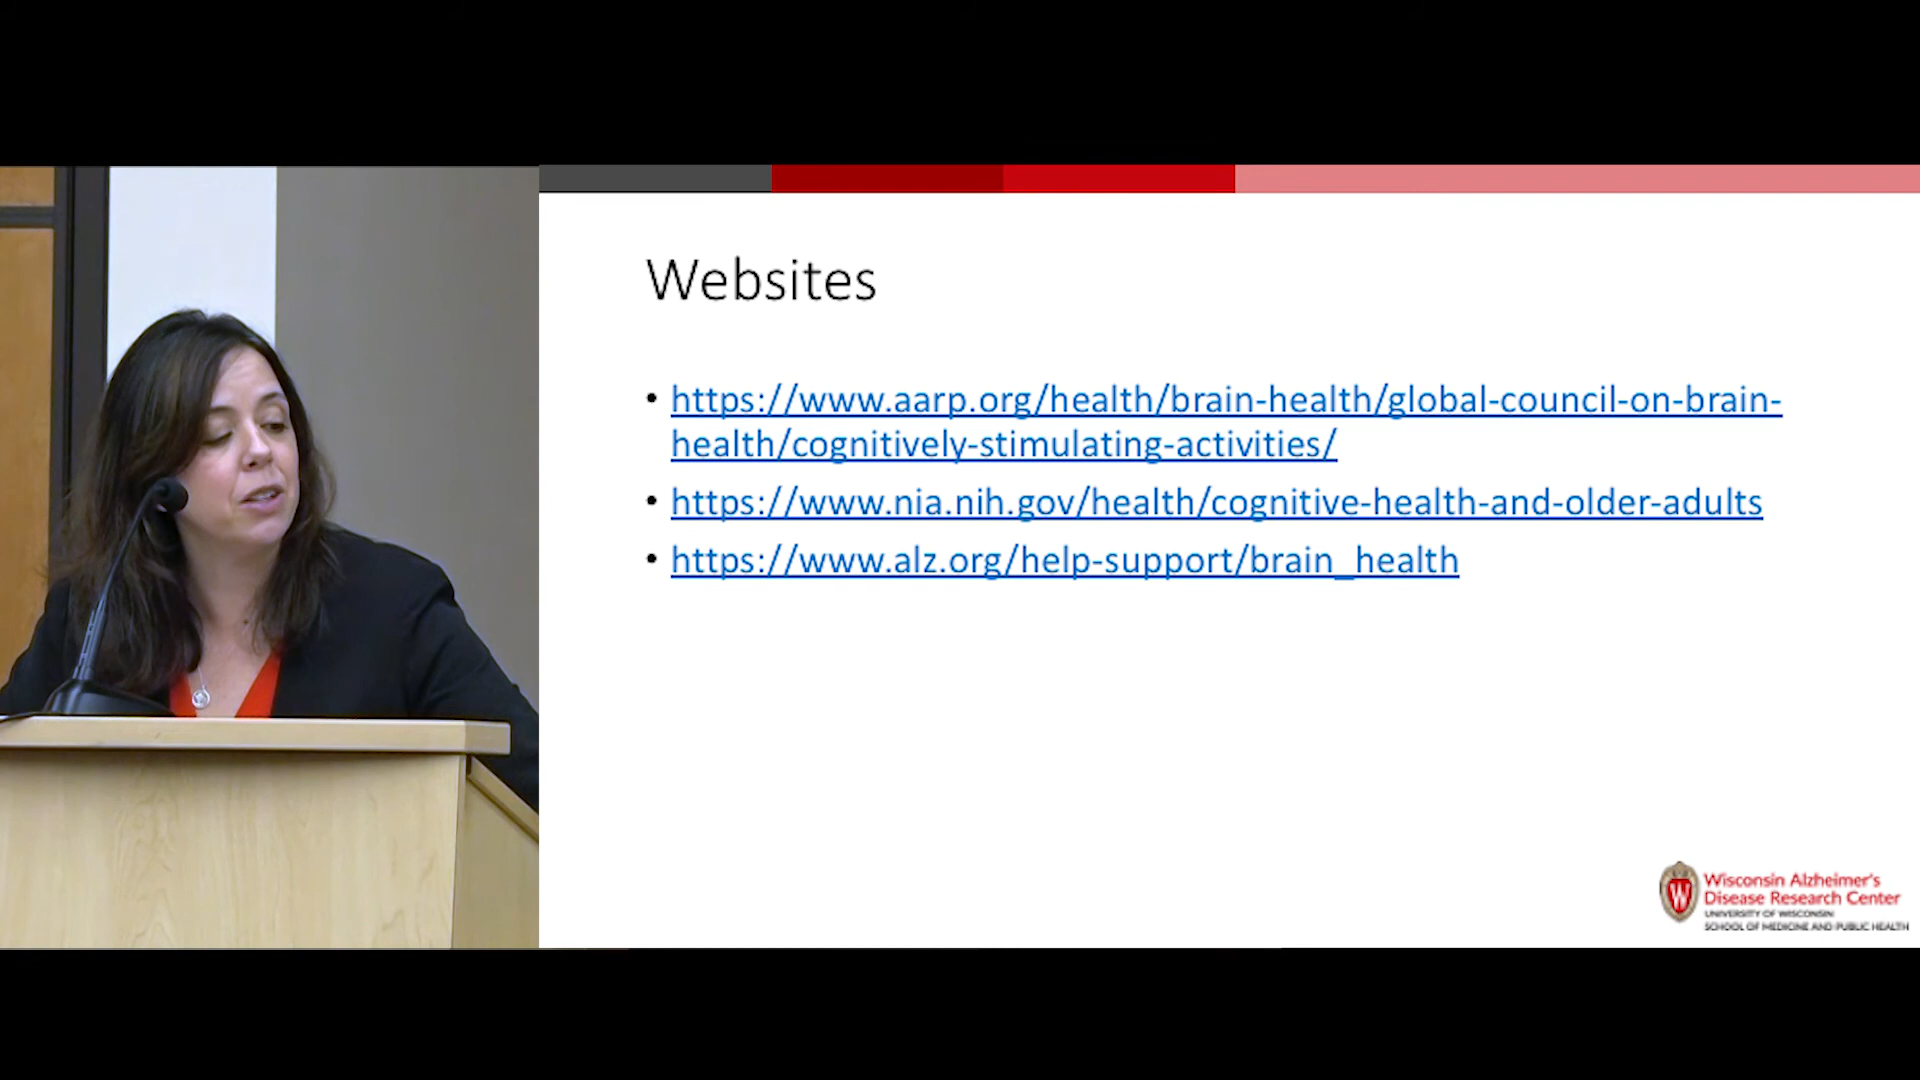 Websites
• https://www.aarp.org/health/brain-health/global-council-on-brain-
health/cognitively-stimulating-activities/
• https://www.nia.nih.gov/health/cognitive-health-and-older-adults
• https://www.alz.org/help-support/brain_health
W
Wisconsin Alzheimer's
Disease Research Center
UNIVERSITY OF WISCONSIN
SCHOOL OF MEDICINE AND PUBLIC HEALTH